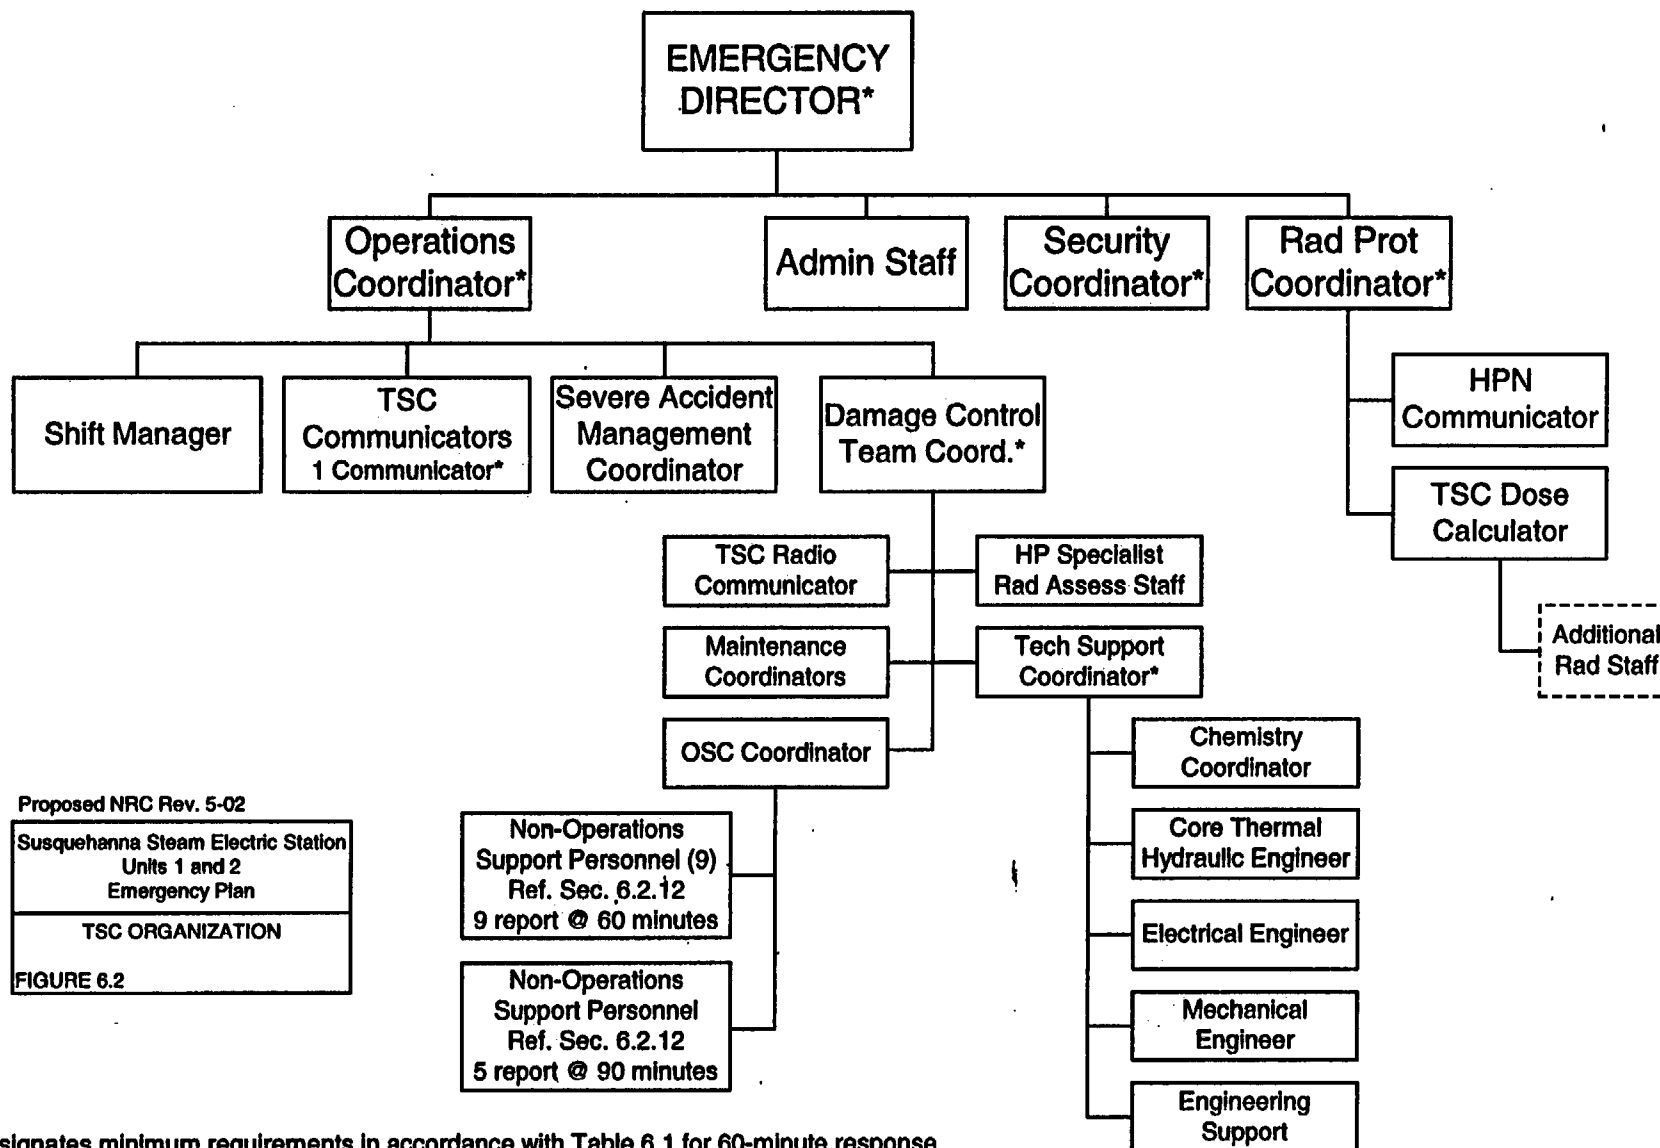 EMERGENCY
DIRECTOR*
Operations
Coordinator*
Admin Staff
Security
Coordinator*
Rad Prot
Coordinator*
Shift Manager
TSC
Communicators
1 Communicator*
Severe Accident
Management
Coordinator
Damage Control
Team Coord.*
HPN
Communicator
TSC Dose
Calculator
Additional
Rad Staff
TSC Radio
Communicator
HP Specialist
Rad Assess Staff
Maintenance
Coordinators
Tech Support
Coordinator*
OSC Coordinator
Chemistry
Coordinator
Core Thermal
Hydraulic Engineer
Electrical Engineer
Mechanical
Engineer
Engineering
Support
Non-Operations
Support Personnel (9)
Ref. Sec. 6.2.12
9 report @ 60 minutes
Non-Operations
Support Personnel
Ref. Sec. 6.2.12
5 report @ 90 minutes
Proposed NRC Rev. 5-02
Susquehanna Steam Electric Station
Units 1 and 2
Emergency Plan
TSC ORGANIZATION
FIGURE 6.2
signates minimum requirements in accordance with Table 6.1 for 60-minute response